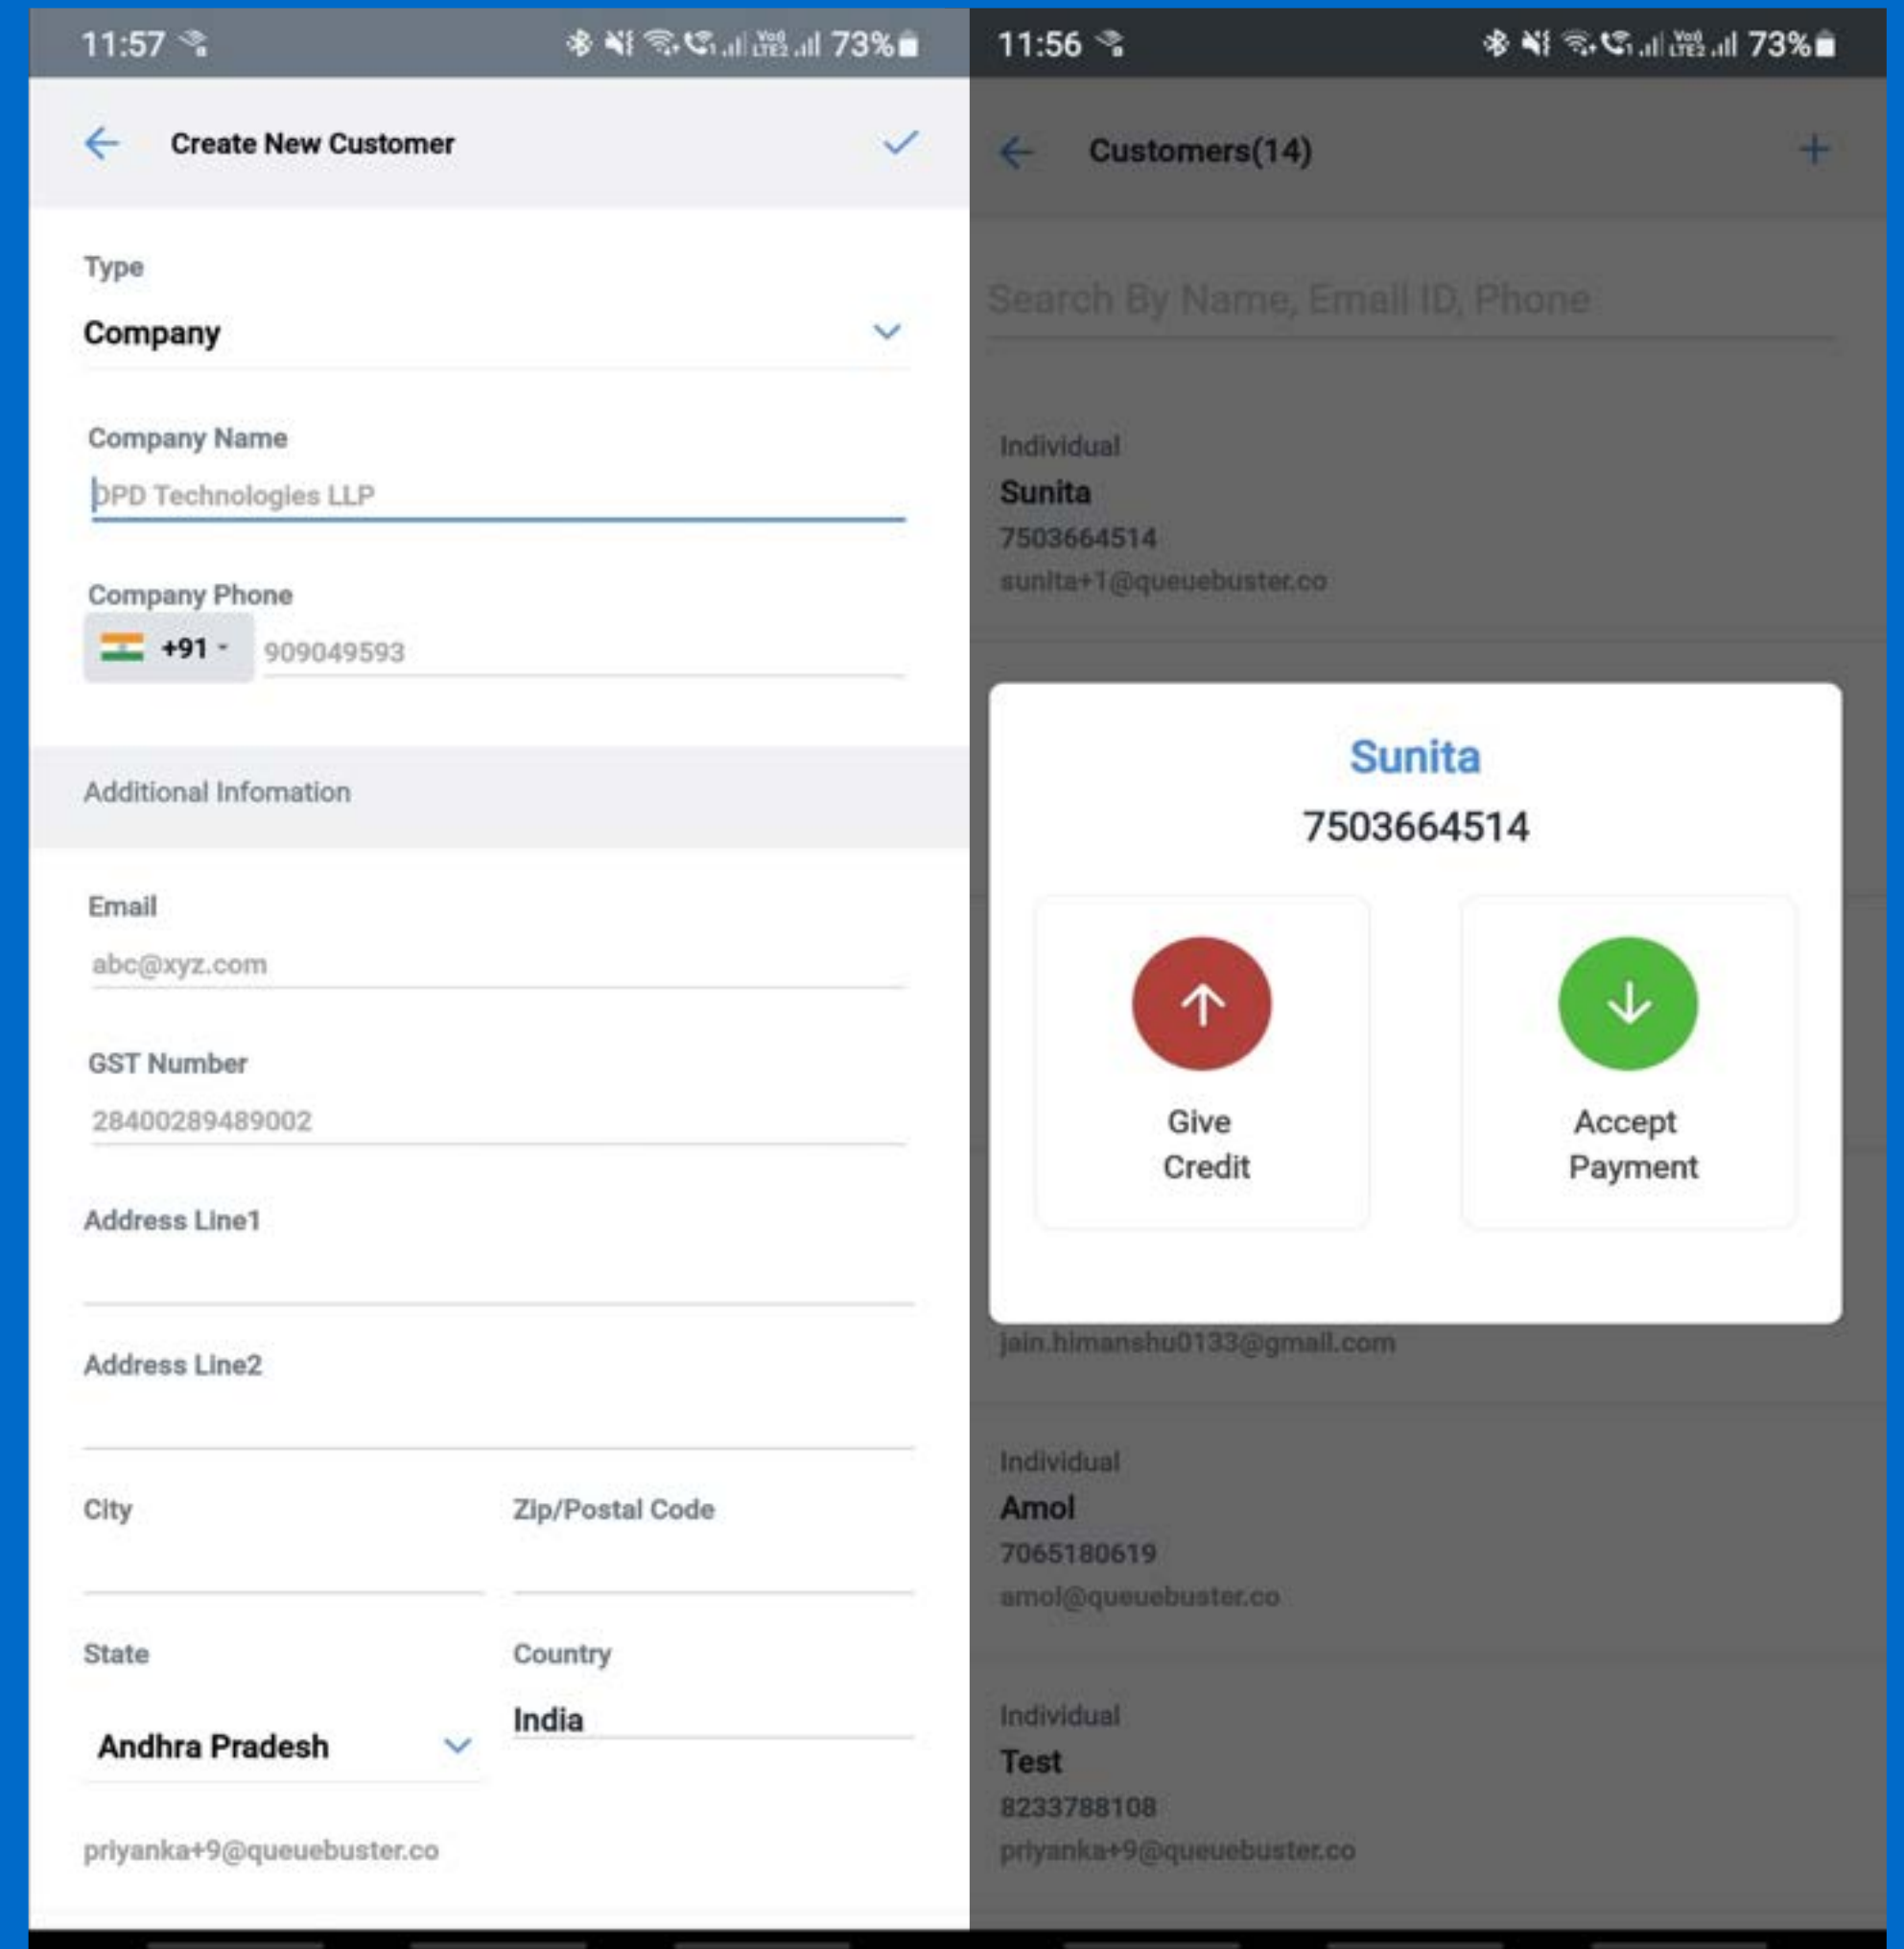 11:57
73%
Create New Customer
Type
Company
Company Name
DPD Technologies LLP
Company Phone
+91
909049593
Additional Infomation
Email
abc@xyz.com
GST Number
28400289489002
Address Line1
Address Line2
City
Zip/Postal Code
State
Country
India
Andhra Pradesh
priyanka+9@queuebuster.co
11:56
73%
Customers(14)
Search By Name, Email ID, Phone
Individual
Sunita
7503664514
sunita+1@queuebuster.co
Sunita
7503664514
Give
Credit
Accept
Payment
jain.himanshu0133@gmail.com
Individual
Amol
7065180619
amol@queuebuster.co
Individual
Test
8233788108
priyanka+9@queuebuster.co